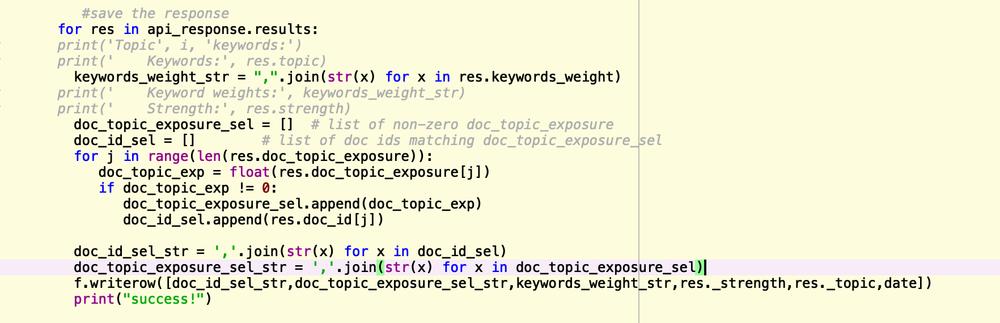 #save the response
for res in api_response.results:
print('Topic', i, 'keywords:')
print('    Keywords:', res.topic)
keywords_weight_str = ",".join(str(x) for x in res.keywords_weight)
print('    Keyword weights:', keywords_weight_str)
print('    Strength:', res.strength)
doc_topic_exposure_sel = []  # list of non-zero doc_topic_exposure
doc_id_sel = []        # list of doc ids matching doc_topic_exposure_sel
for j in range(len(res.doc_topic_exposure)):
doc_topic_exp = float(res.doc_topic_exposure[j])
if doc_topic_exp != 0:
doc_topic_exposure_sel.append(doc_topic_exp)
doc_id_sel.append(res.doc_id[j])
doc_id_sel_str = ','.join(str(x) for x in doc_id_sel)
doc_topic_exposure_sel_str = ','.join(str(x) for x in doc_topic_exposure_sel)
f.writerow([doc_id_sel_str,doc_topic_exposure_sel_str,keywords_weight_str,res._strength,res._topic,date])
print("success!")